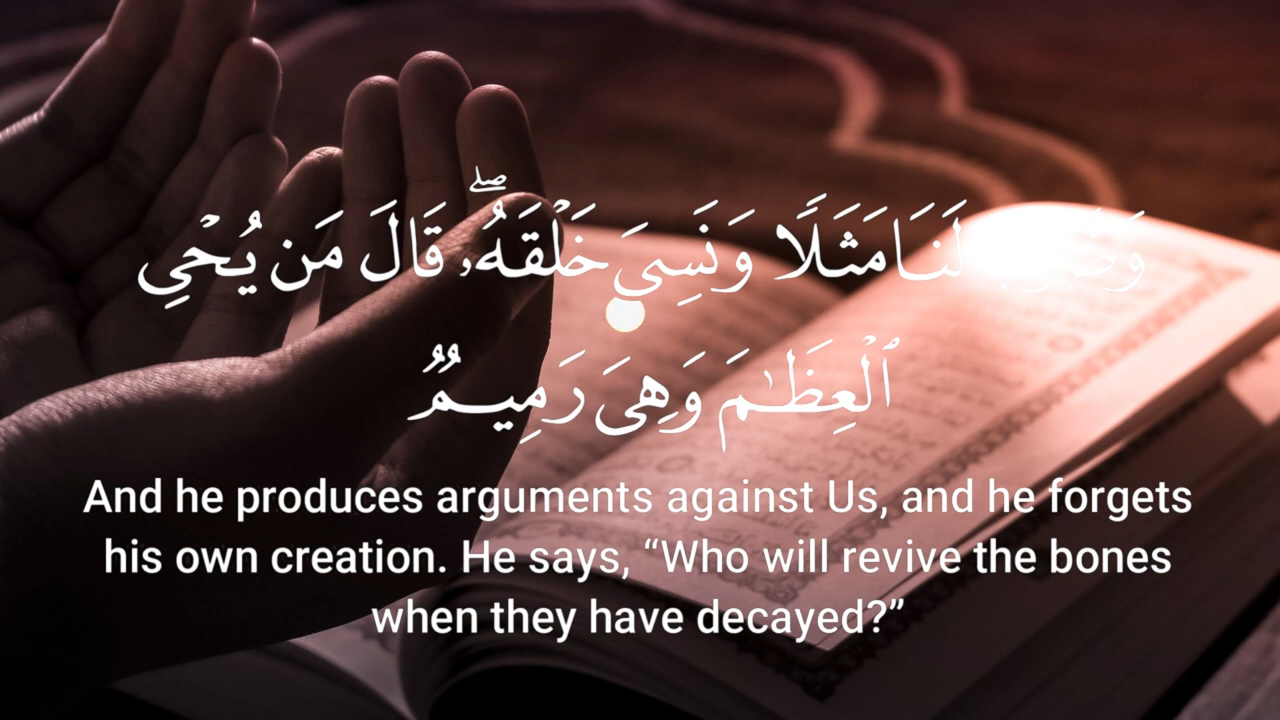 وَضَرَبَ لَنَا مَثَلًا وَنَسِيَ خَلْقَهُۥۖ قَالَ مَن يُحْىِ
ٱلْعِظَٰمَ وَهِىَ رَمِيمٌ
And he produces arguments against Us, and he forgets
his own creation. He says, “Who will revive the bones
when they have decayed?”